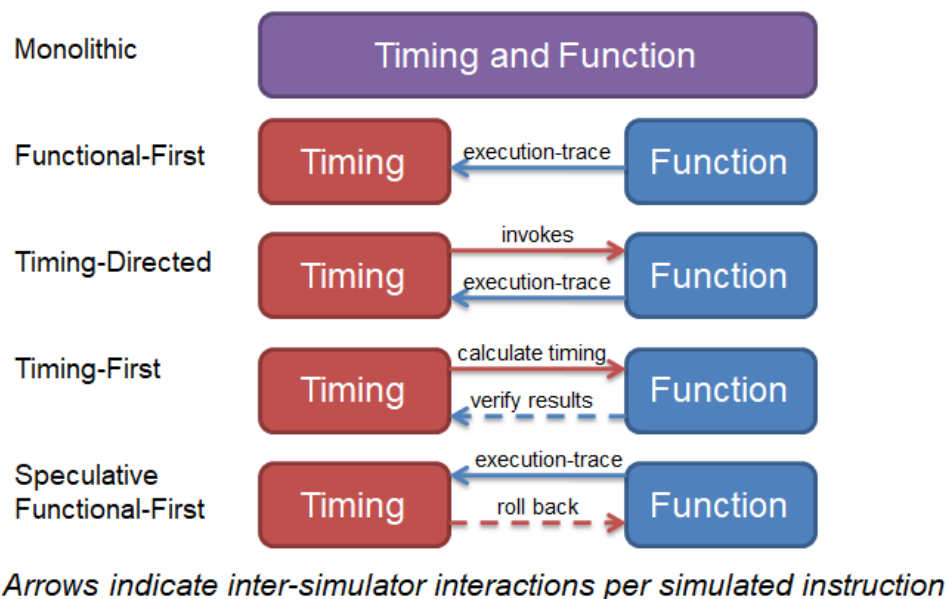 Monolithic
Timing and Function
Functional-First
Timing
execution-trace
Function
Timing-Directed
Timing
invokes
execution-trace
Function
Timing-First
Timing
calculate timing
verify results
Function
Speculative
Functional-First
Timing
execution-trace
roll back
Function
Arrows indicate inter-simulator interactions per simulated instruction